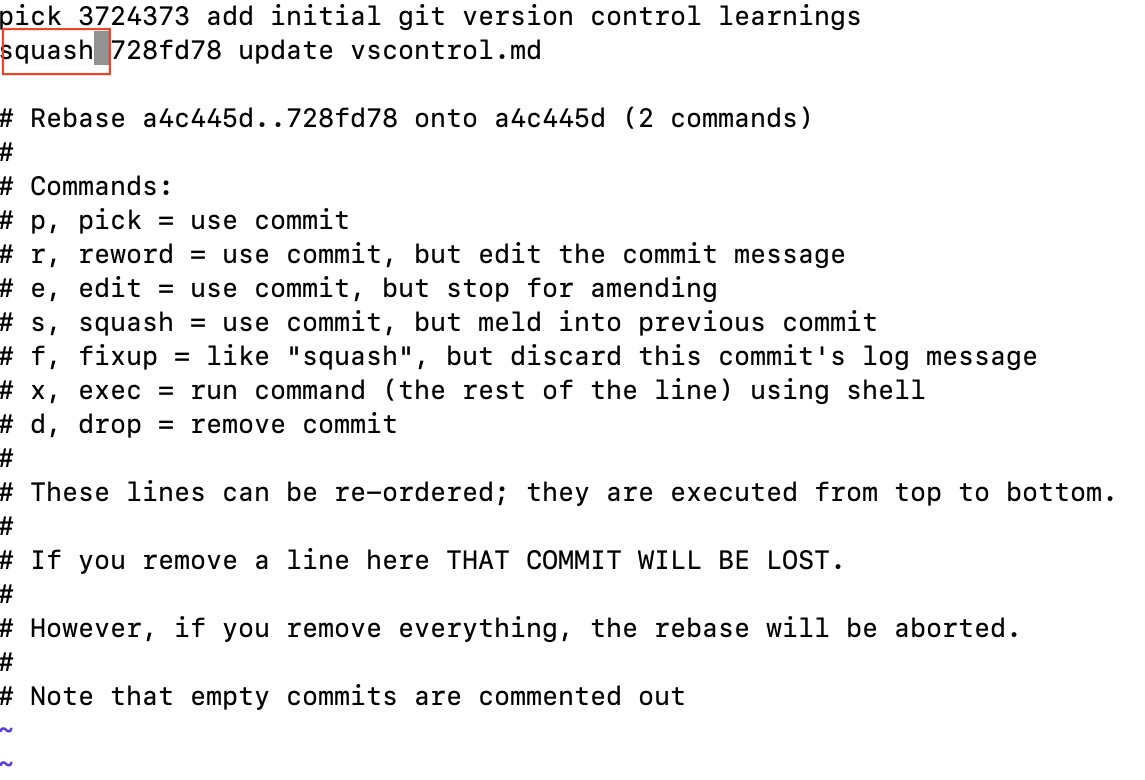 pick 3724373 add initial git version control learnings
squash 728fd78 update vscontrol.md
# Rebase a4c445d..728fd78 onto a4c445d (2 commands)
#
# Commands:
# p, pick = use commit
# r, reword = use commit, but edit the commit message
# e, edit = use commit, but stop for amending
# s, squash = use commit, but meld into previous commit
# f, fixup = like "squash", but discard this commit's log message
# x, exec = run command (the rest of the line) using shell
# d, drop = remove commit
#
# These lines can be re-ordered; they are executed from top to bottom.
#
# If you remove a line here THAT COMMIT WILL BE LOST.
#
# However, if you remove everything, the rebase will be aborted.
#
# Note that empty commits are commented out
~
~